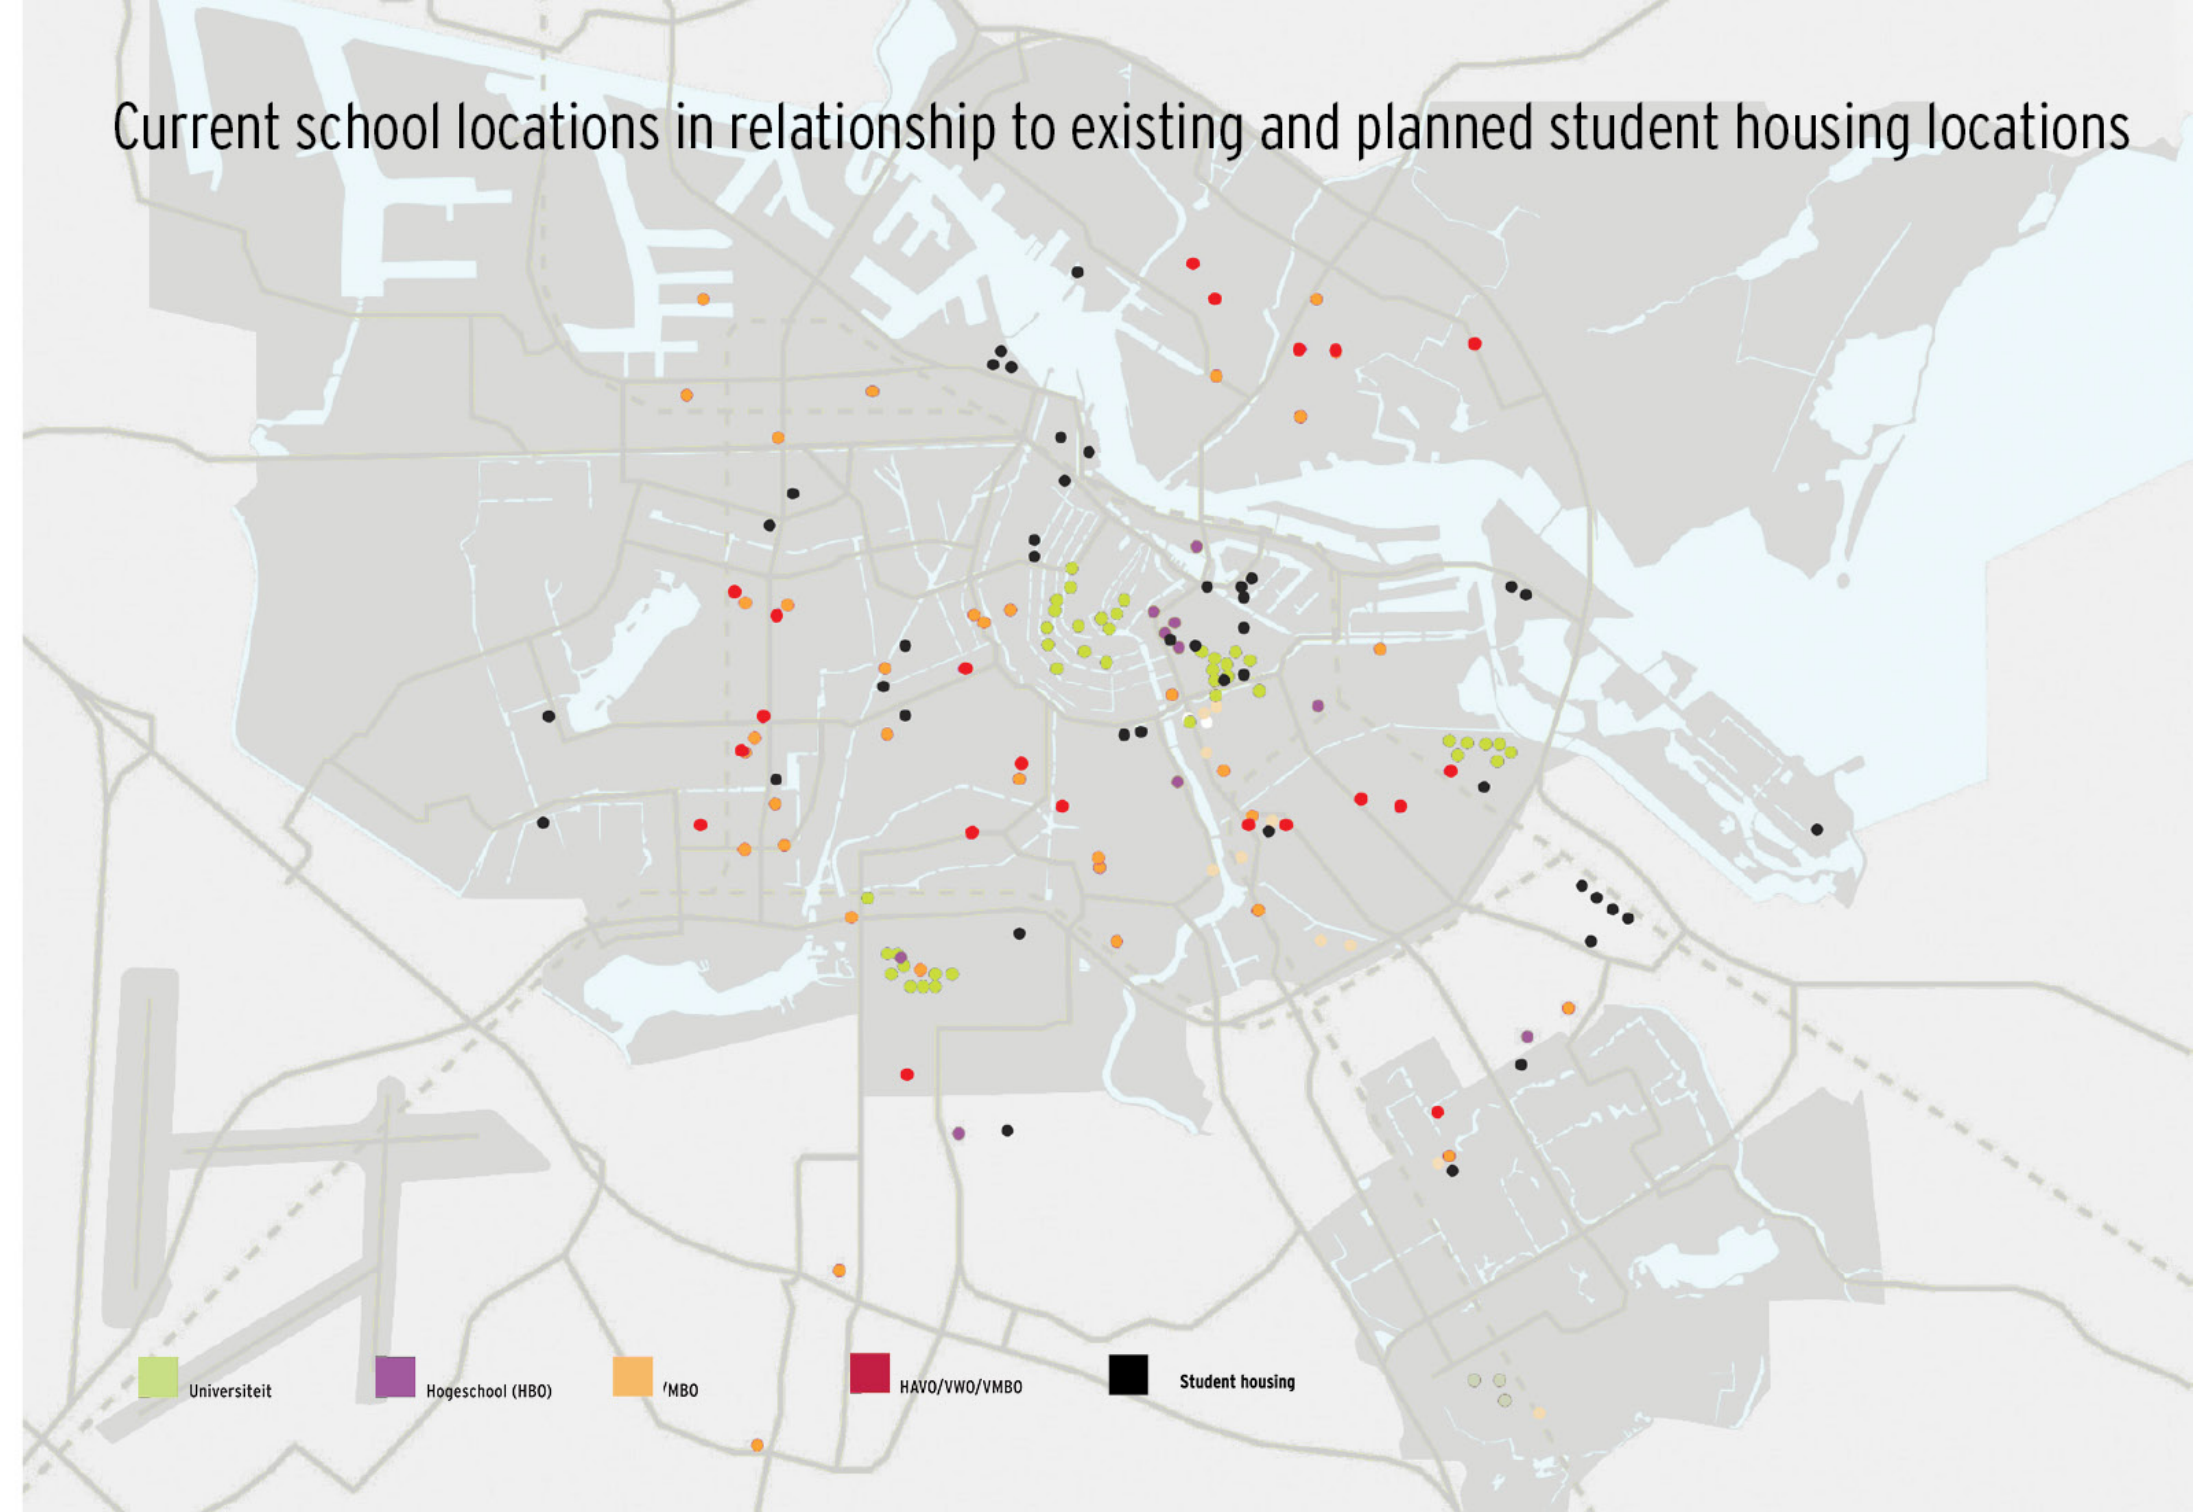 Current school locations in relationship to existing and planned student housing locations
Universiteit
Hogeschool (HBO)
'MBO
HAVO/VWO/VMBO
Student housing